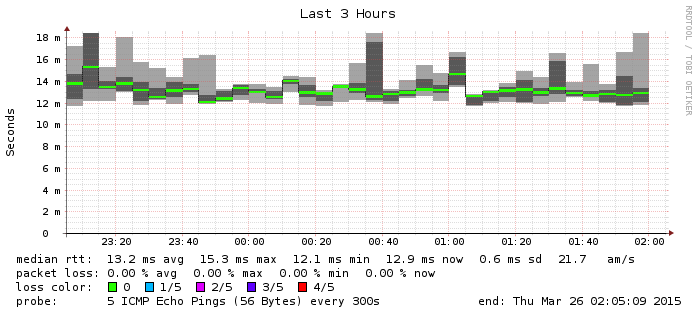 Last 3 Hours
RRDTOOL / TOBI OETIKER
Seconds
18 m
16 m
14 m
12 m
10 m
8 m
6 m
4 m
2 m
0
23:20 23:40 00:00 00:20 00:40 01:00 01:20 01:40 02:00
median rtt: 13.2 ms avg 15.3 ms max 12.1 ms min 12.9 ms now 0.6 ms sd 21.7 am/s
packet loss: 0.00 % avg 0.00 % max 0.00 % min 0.00 % now
loss color: 0 1/5 2/5 3/5 4/5
probe: 5 ICMP Echo Pings (56 Bytes) every 300s end: Thu Mar 26 02:05:09 2015